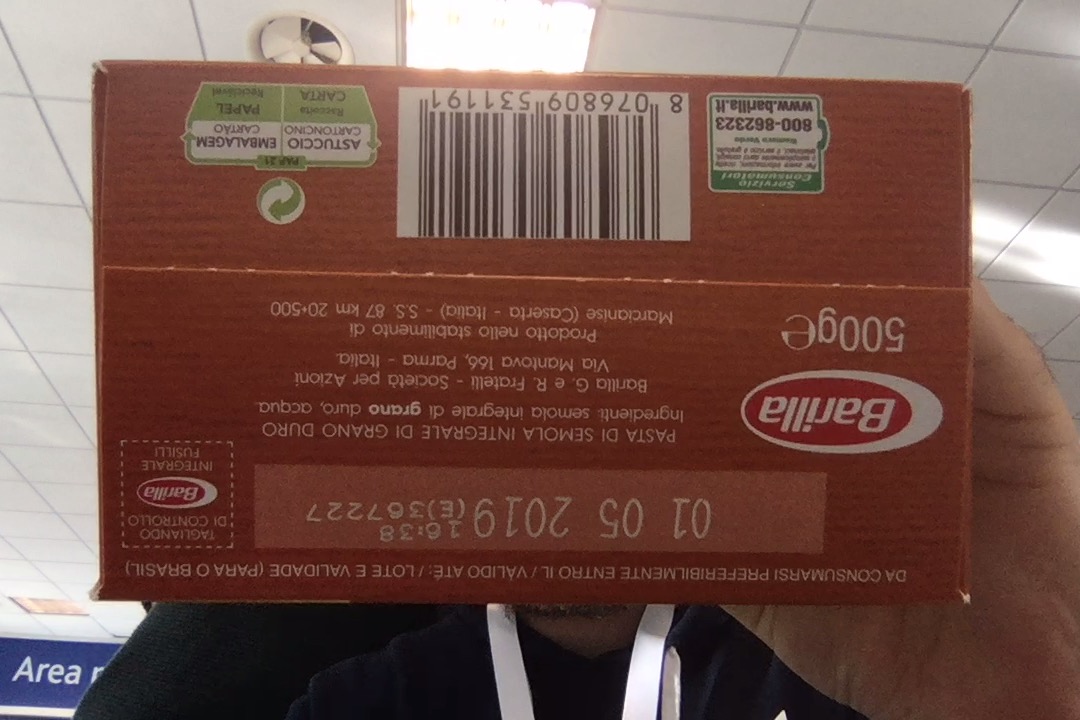 DA CONSUMARSI PREFERIBILMENTE ENTRO IL / VÁLIDO ATÉ: / LOTE E VALIDADE (PARA O BRASIL)
01 05 2019 16:38
(E)367227
TAGLIANDO
DI CONTROLLO
Barilla
INTEGRALE
FUSILLI
Barilla
500g e
PASTA DI SEMOLA INTEGRALE DI GRANO DURO
Ingredienti: semola integrale di grano duro, acqua.
Barilla G. e R. Fratelli - Società per Azioni
Via Mantova 166, Parma - Italia.
Prodotto nello stabilimento di
Marcianise (Caserta - Italia) - S.S. 87 km 20+500
Servizio
Consumatori
Numero Verde
800-862323
www.barilla.it
8 076809 531191
PAP 21
ASTUCCIO
CARTONCINO
Raccolta
CARTA
EMBALAGEM
CARTÃO
PAPEL
Reciclável
Area